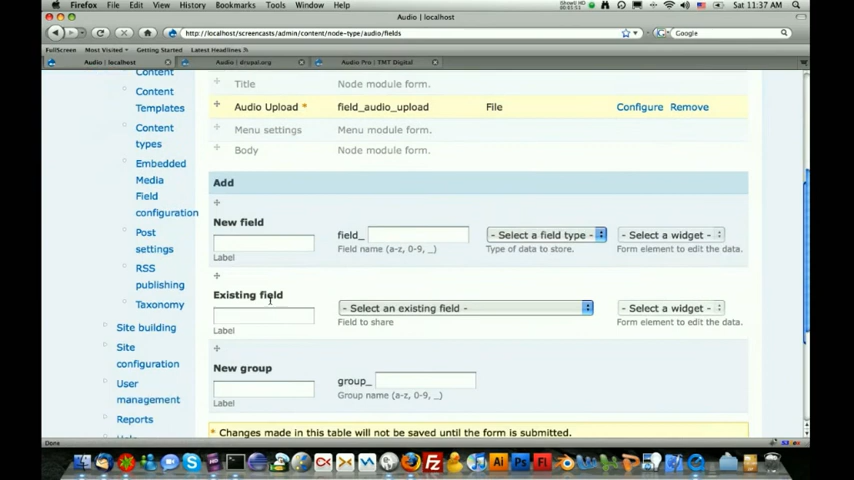 Firefox File Edit View History Bookmarks Tools Window Help
Sat 11:37 AM
Audio | localhost
http://localhost/screencasts/admin/content/node-type/audio/fields
Google
FullScreen Most Visited Getting Started Latest Headlines
Audio | localhost Audio | drupal.org Audio Pro | TMT Digital
Content
Content
Templates
Content
types
Embedded
Media
Field
configuration
Post
settings
RSS
publishing
Taxonomy
Site building
Site
configuration
User
management
Reports
Title Node module form.
Audio Upload * field_audio_upload File Configure Remove
Menu settings Menu module form.
Body Node module form.
Add
New field
field_ - Select a field type - - Select a widget -
Label Field name (a-z, 0-9, _) Type of data to store. Form element to edit the data.
Existing field
- Select an existing field - - Select a widget -
Label Field to share Form element to edit the data.
New group
group_
Label Group name (a-z, 0-9, _)
* Changes made in this table will not be saved until the form is submitted.
Done